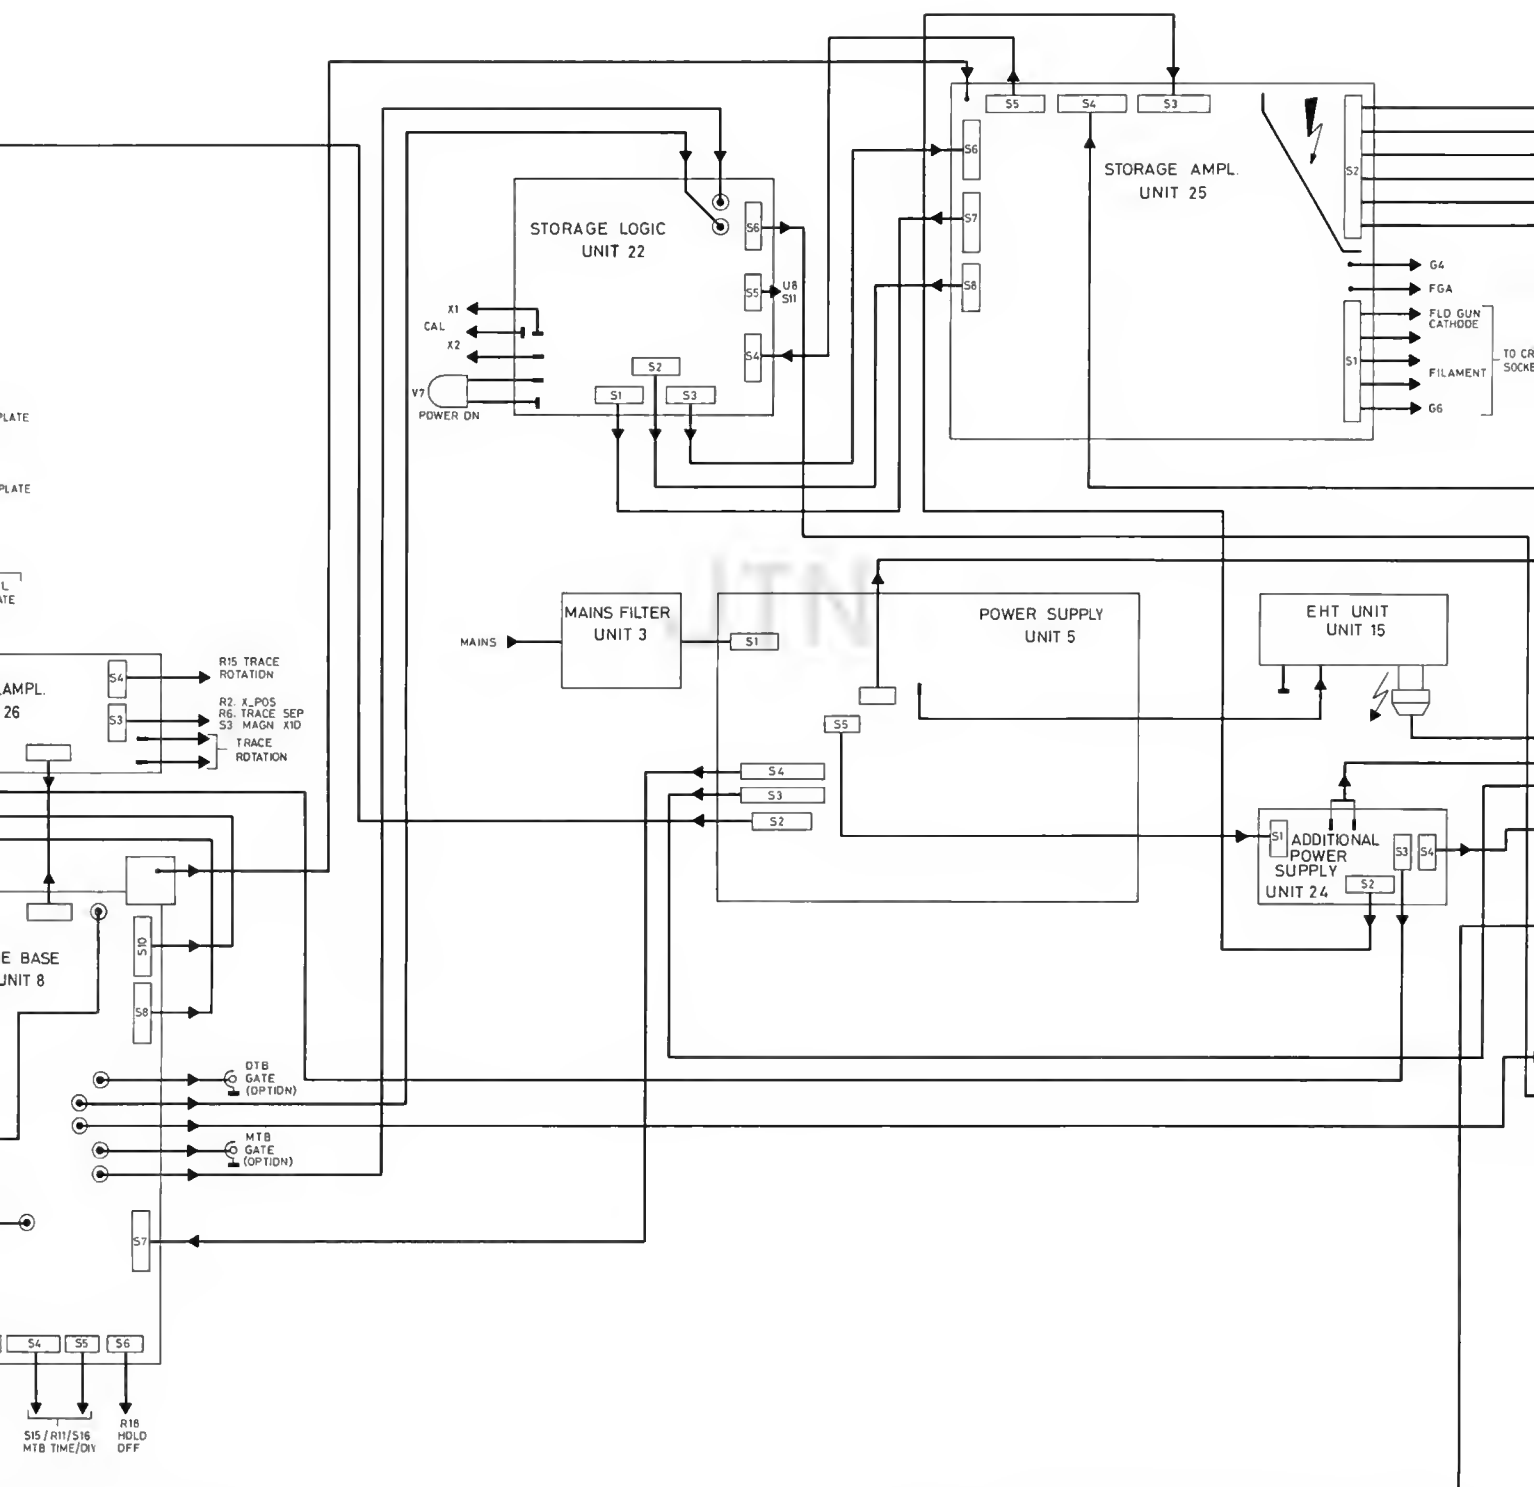 S5
S4
S3
S6
S7
S8
S2
S1
STORAGE AMPL.
UNIT 25
G4
FGA
FLD GUN
CATHODE
FILAMENT
G6
TO CR
SOCKE
STORAGE LOGIC
UNIT 22
S6
S5
U8
S11
S4
S2
S1
S3
X1
CAL
X2
V7
POWER ON
PLATE
PLATE
L
ATE
MAINS
MAINS FILTER
UNIT 3
S1
POWER SUPPLY
UNIT 5
S5
S4
S3
S2
EHT UNIT
UNIT 15
S1
ADDITIONAL
POWER
SUPPLY
UNIT 24
S3
S4
S2
AMPL.
26
S4
S3
R15 TRACE
ROTATION
R2. X_POS
R6. TRACE SEP
S3 MAGN X10
TRACE
ROTATION
E BASE
UNIT 8
S10
S8
DTB
GATE
(OPTION)
MTB
GATE
(OPTION)
S7
S4
S5
S6
S15/R11/S16
MTB TIME/DIV
R18
HOLD
OFF